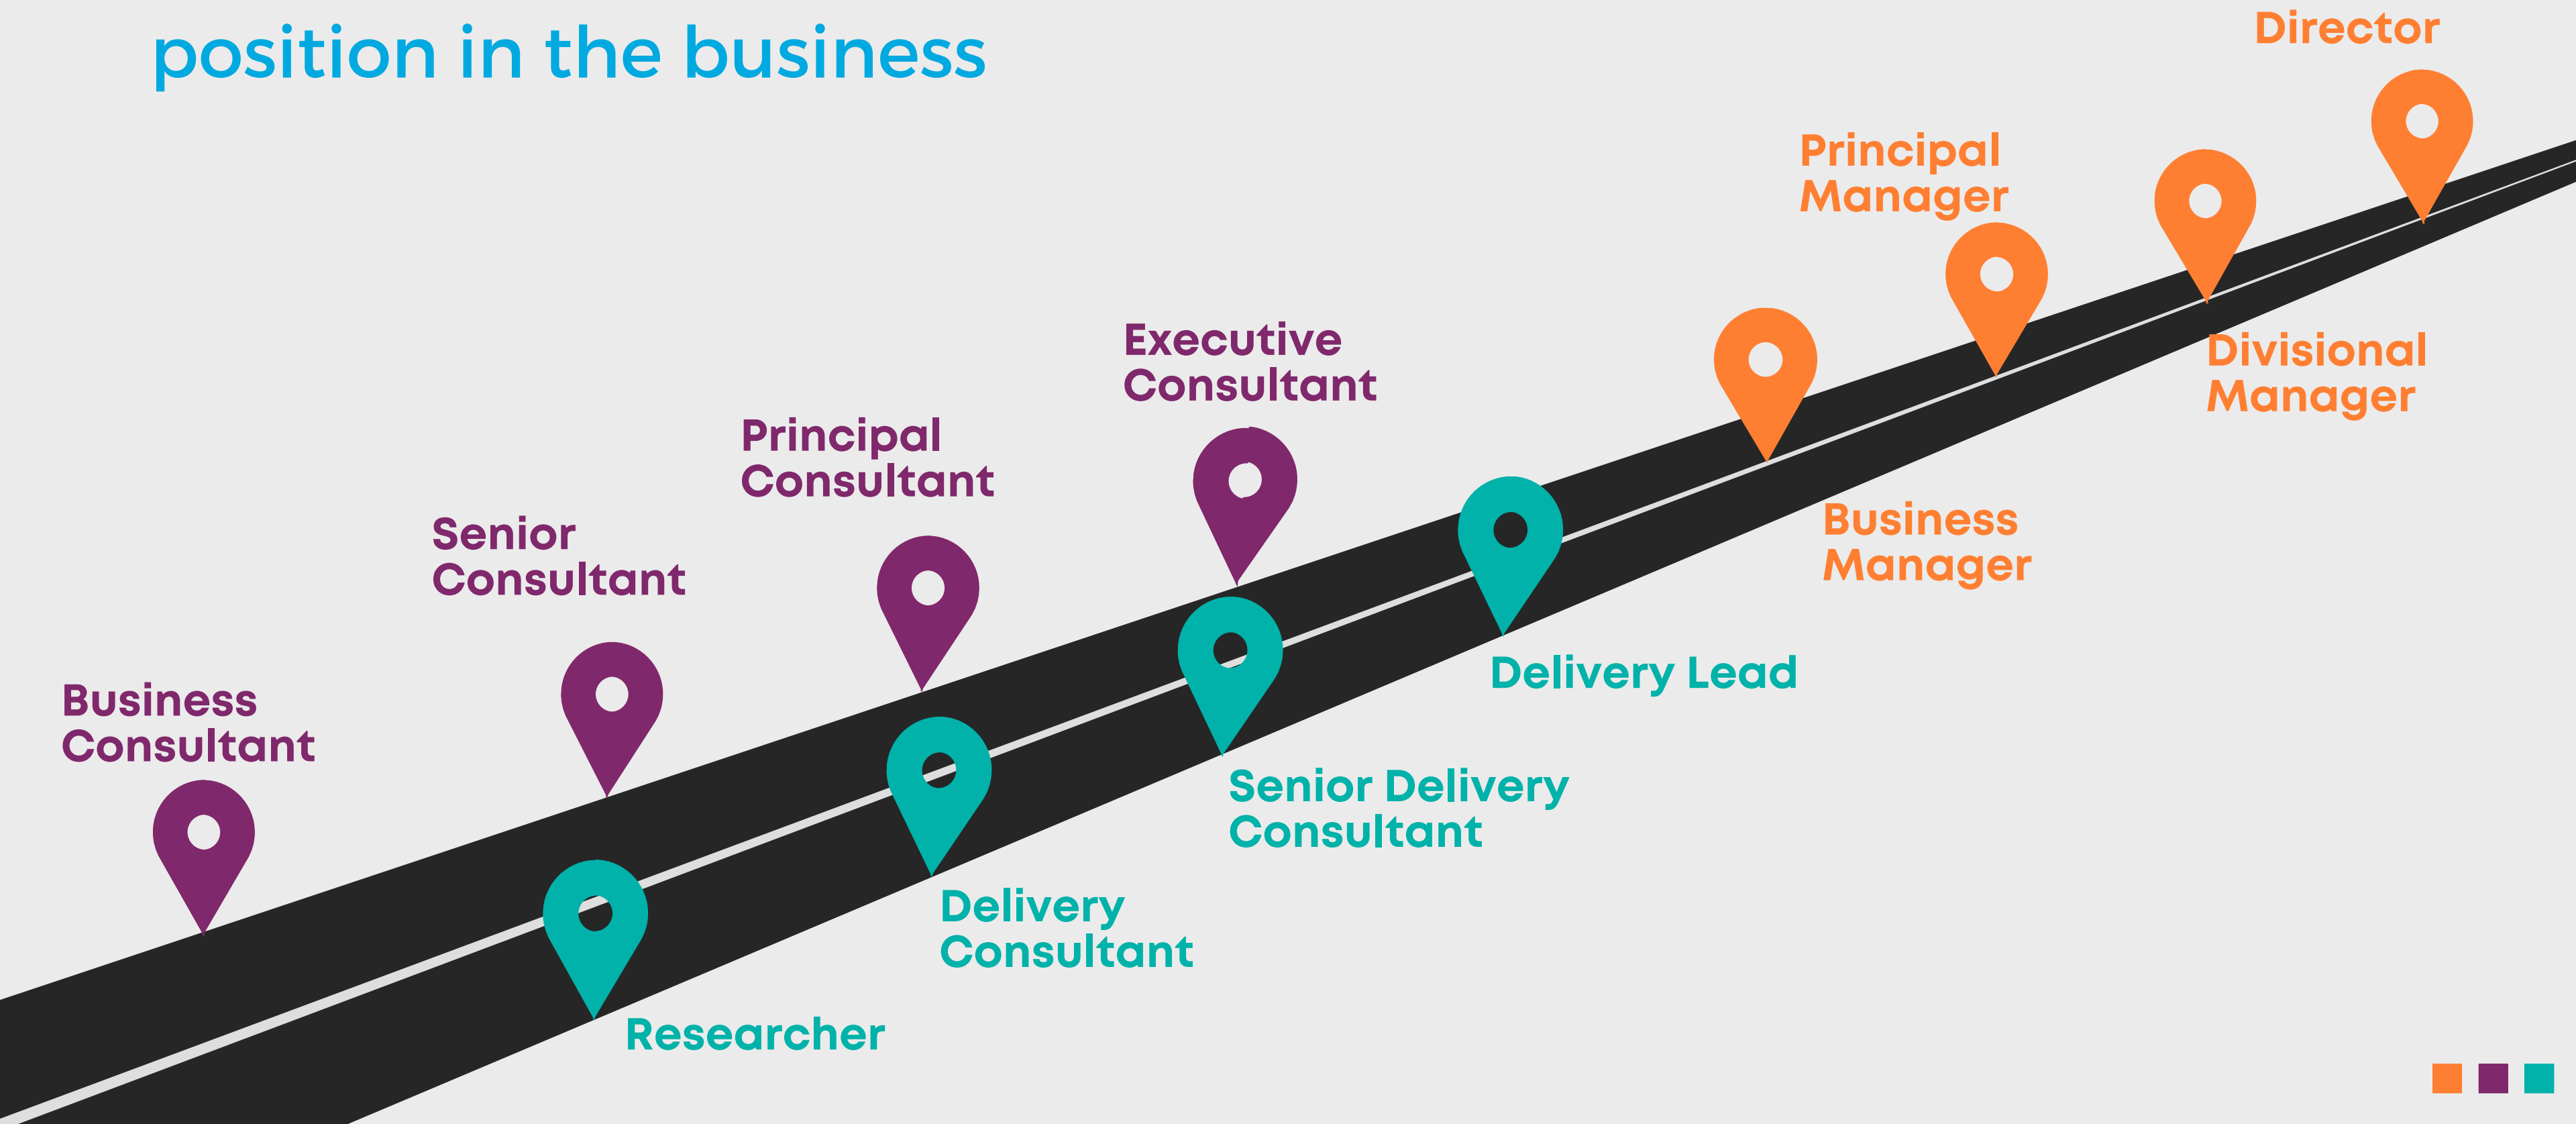 position in the business
Director
Principal
Manager
Divisional
Manager
Executive
Consultant
Business
Manager
Principal
Consultant
Senior
Consultant
Delivery Lead
Business
Consultant
Senior Delivery
Consultant
Delivery
Consultant
Researcher